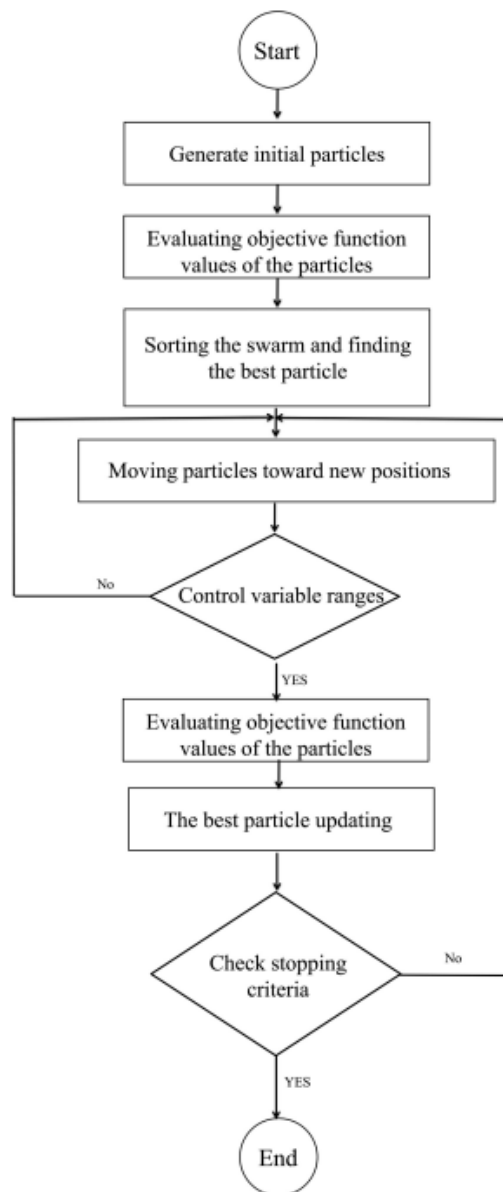 Start
Generate initial particles
Evaluating objective function
values of the particles
Sorting the swarm and finding
the best particle
Moving particles toward new positions
No
Control variable ranges
YES
Evaluating objective function
values of the particles
The best particle updating
Check stopping
criteria
No
YES
End